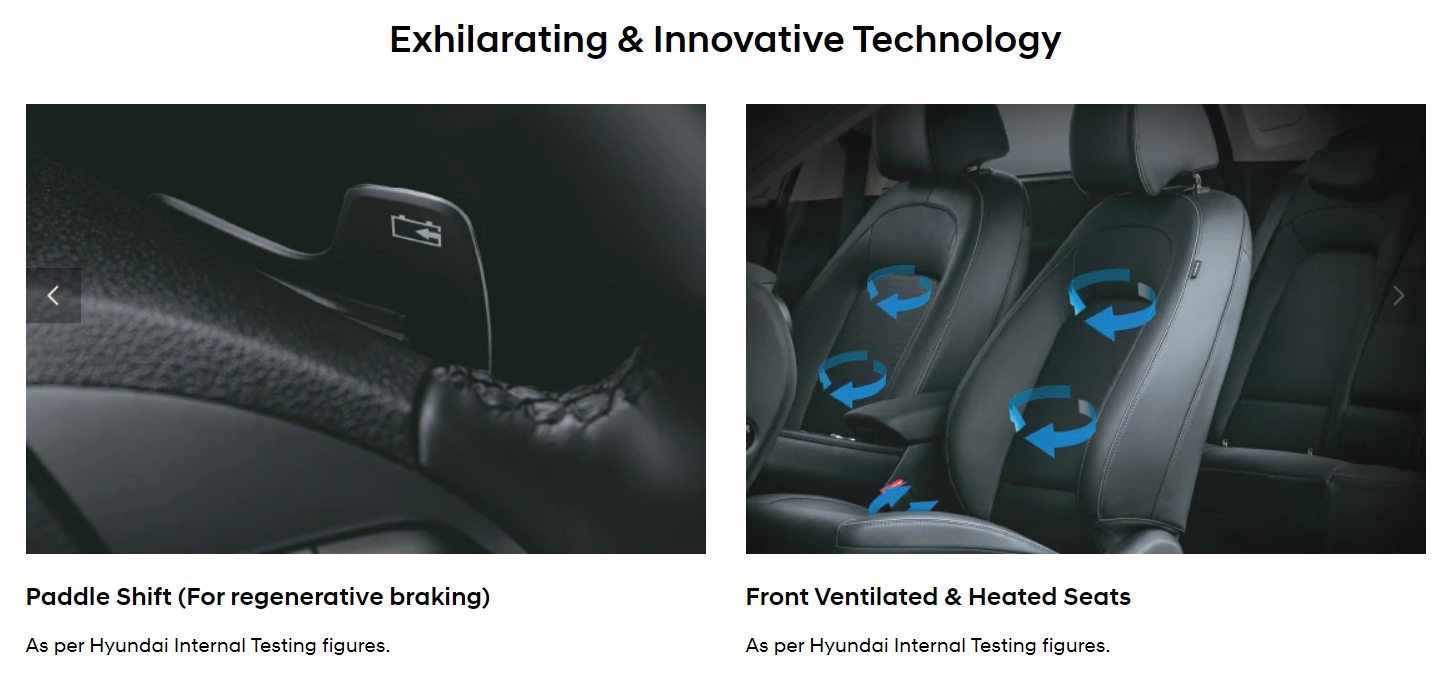 Exhilarating & Innovative Technology
Paddle Shift (For regenerative braking)
As per Hyundai Internal Testing figures.
Front Ventilated & Heated Seats
As per Hyundai Internal Testing figures.